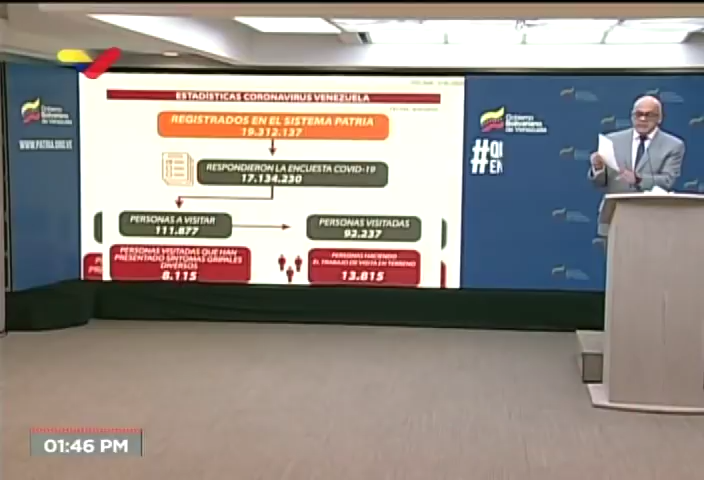 ESTADÍSTICAS CORONAVIRUS VENEZUELA
REGISTRADOS EN EL SISTEMA PATRIA
19.312.137
RESPONDIERON LA ENCUESTA COVID-19
17.134.230
PERSONAS A VISITAR
111.877
PERSONAS VISITADAS
92.237
PERSONAS VISITADAS QUE HAN
PRESENTADO SÍNTOMAS GRIPALES
DIVERSOS
8.115
PERSONAS HACIENDO
EL TRABAJO DE VISITA EN TERRENO
13.815
Gobierno
Bolivariano
de Venezuela
WWW.PATRIA.ORG.VE
Gobierno
Bolivariano
de Venezuela
#QU
EN
01:46 PM